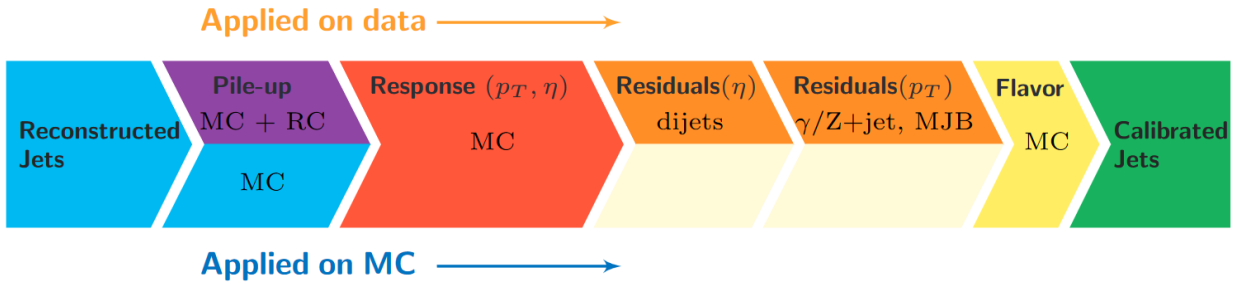 Applied on data
Reconstructed
Jets
Pile-up
MC + RC
MC
Response (p_T, η)
MC
Residuals(η)
dijets
Residuals(p_T)
γ/Z+jet, MJB
Flavor
MC
Calibrated
Jets
Applied on MC